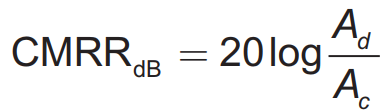 CMRR_dB = 20 log A_d / A_c